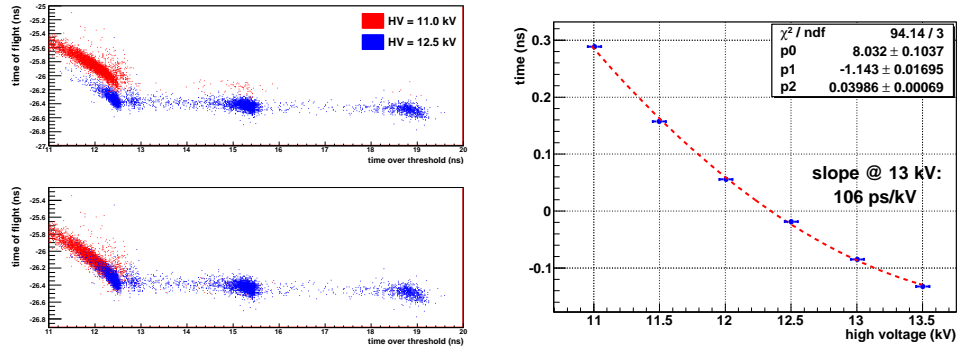 time of flight (ns)
-25
-25.2
-25.4
-25.6
-25.8
-26
-26.2
-26.4
-26.6
-26.8
-27
HV = 11.0 kV
HV = 12.5 kV
11 12 13 14 15 16 17 18 19 20
time over threshold (ns)
time of flight (ns)
-25.4
-25.6
-25.8
-26
-26.2
-26.4
-26.6
-26.8
11 12 13 14 15 16 17 18 19 20
time over threshold (ns)
time (ns)
0.3
0.2
0.1
0
-0.1
χ² / ndf 94.14 / 3
p0 8.032 ± 0.1037
p1 -1.143 ± 0.01695
p2 0.03986 ± 0.00069
slope @ 13 kV:
106 ps/kV
11 11.5 12 12.5 13 13.5
high voltage (kV)